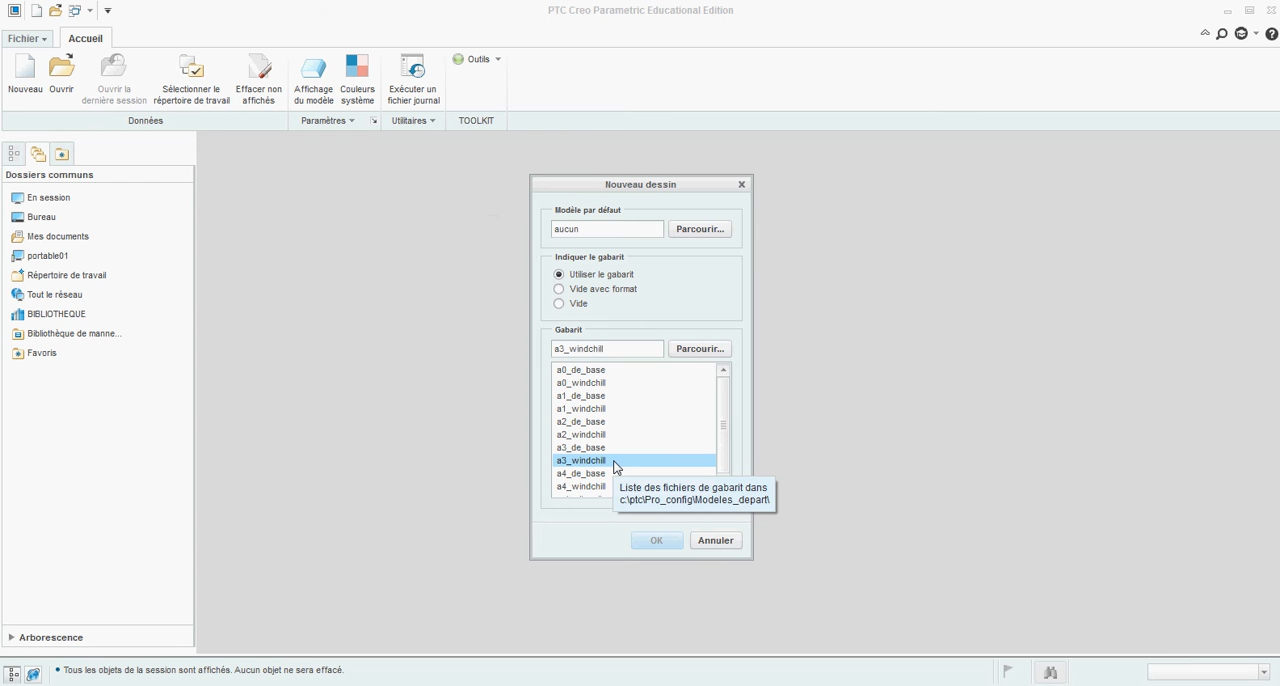 PTC Creo Parametric Educational Edition
Fichier
Accueil
Nouveau
Ouvrir
Ouvrir la
dernière session
Sélectionner le
répertoire de travail
Effacer non
affichés
Affichage
du modèle
Couleurs
système
Exécuter un
fichier journal
Outils
Données
Paramètres
Utilitaires
TOOLKIT
Dossiers communs
En session
Bureau
Mes documents
portable01
Répertoire de travail
Tout le réseau
BIBLIOTHEQUE
Bibliothèque de manne...
Favoris
Arborescence
Nouveau dessin
Modèle par défaut
aucun
Parcourir...
Indiquer le gabarit
Utiliser le gabarit
Vide avec format
Vide
Gabarit
a3_windchill
Parcourir...
a0_de_base
a0_windchill
a1_de_base
a1_windchill
a2_de_base
a2_windchill
a3_de_base
a3_windchill
a4_de_base
a4_windchill
Liste des fichiers de gabarit dans
c:\ptc\Pro_config\Modeles_depart\
OK
Annuler
Tous les objets de la session sont affichés. Aucun objet ne sera effacé.